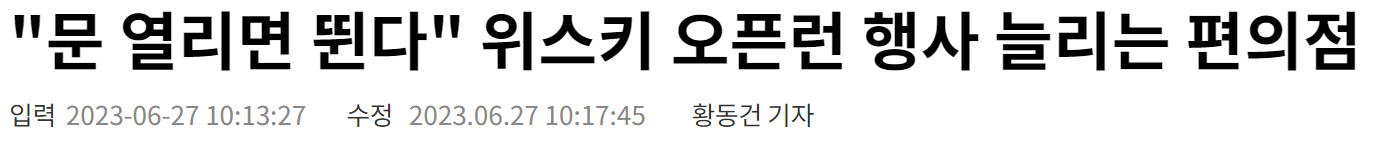 "문 열리면 뛴다" 위스키 오픈런 행사 늘리는 편의점
입력 2023-06-27 10:13:27 수정 2023.06.27 10:17:45 황동건 기자